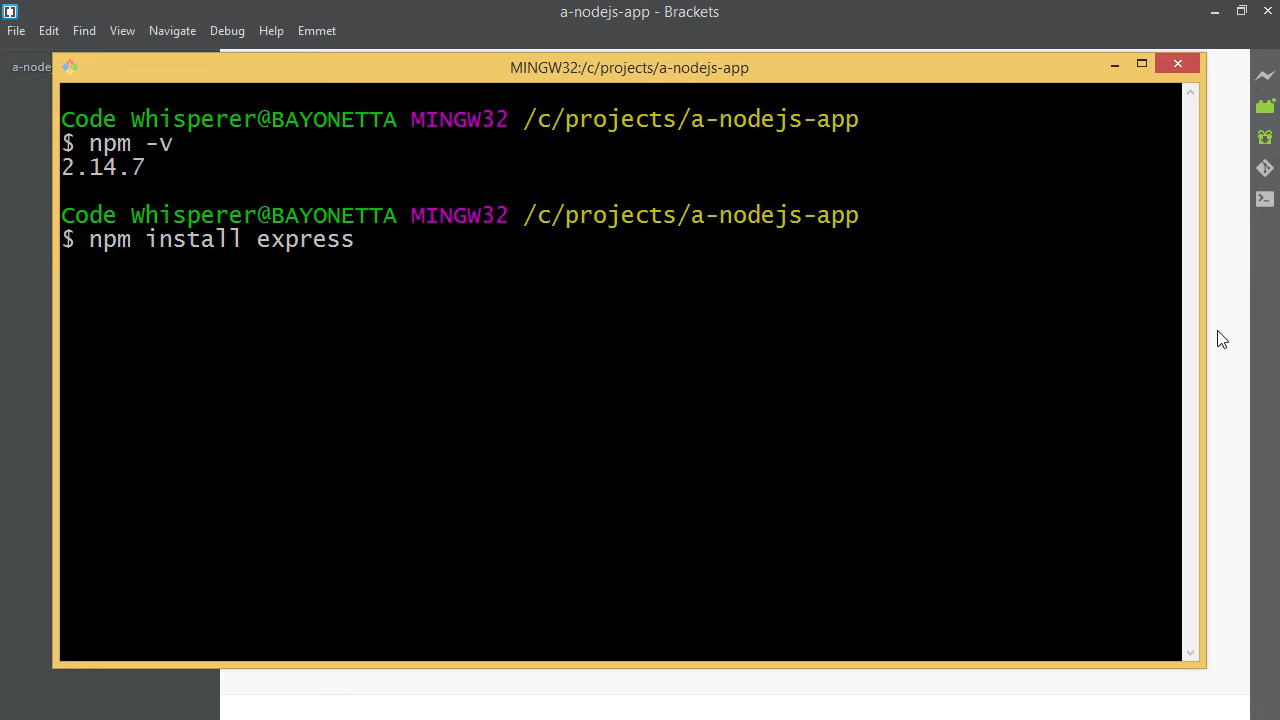 a-nodejs-app - Brackets
File Edit Find View Navigate Debug Help Emmet
a-node
MINGW32:/c/projects/a-nodejs-app
Code Whisperer@BAYONETTA MINGW32 /c/projects/a-nodejs-app
$ npm -v
2.14.7
Code Whisperer@BAYONETTA MINGW32 /c/projects/a-nodejs-app
$ npm install express